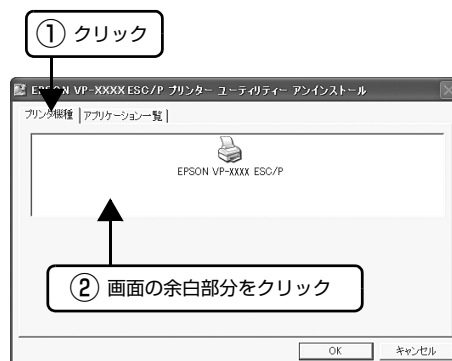 ① クリック
EPSON VP-XXXX ESC/P プリンター ユーティリティー アンインストール
プリンタ機種
アプリケーション一覧
EPSON VP-XXXX ESC/P
② 画面の余白部分をクリック
OK
キャンセル